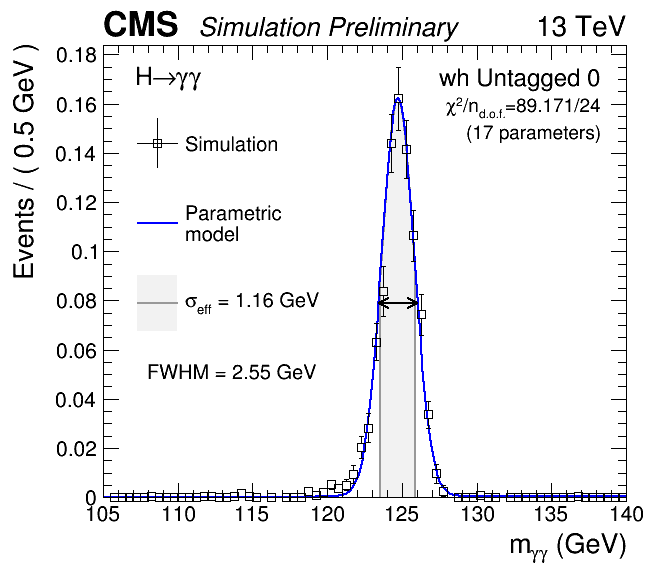 CMS Simulation Preliminary 13 TeV
Events / ( 0.5 GeV )
0.18
0.16
0.14
0.12
0.1
0.08
0.06
0.04
0.02
0
H→γγ
Simulation
Parametric
model
σeff = 1.16 GeV
FWHM = 2.55 GeV
wh Untagged 0
χ²/nd.o.f.=89.171/24
(17 parameters)
105 110 115 120 125 130 135 140
mγγ (GeV)